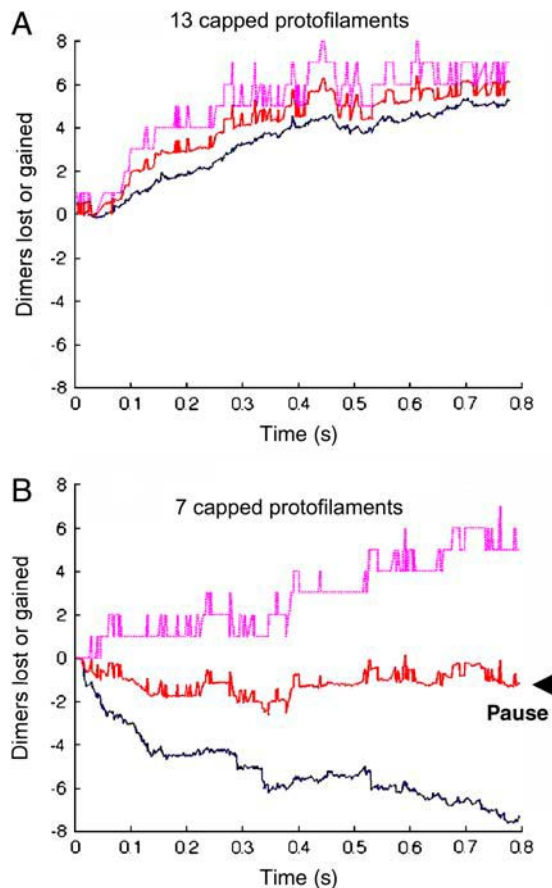 A
13 capped protofilaments
Dimers lost or gained
8
6
4
2
0
-2
-4
-6
-8
0 0.1 0.2 0.3 0.4 0.5 0.6 0.7 0.8
Time (s)
B
7 capped protofilaments
Dimers lost or gained
8
6
4
2
0
-2
-4
-6
-8
Pause
0 0.1 0.2 0.3 0.4 0.5 0.6 0.7 0.8
Time (s)